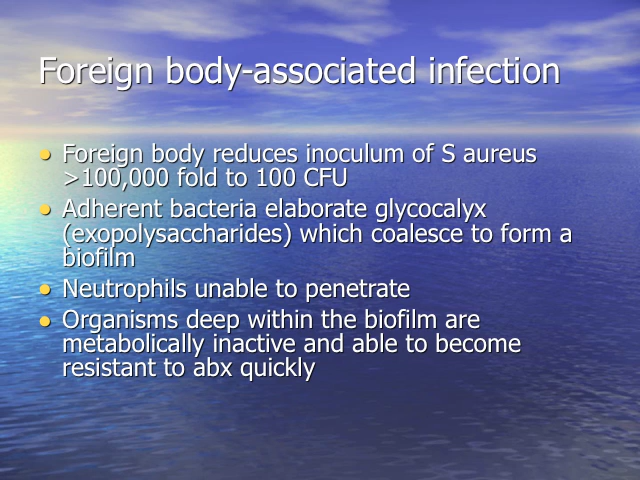 Foreign body-associated infection
• Foreign body reduces inoculum of S aureus
>100,000 fold to 100 CFU
• Adherent bacteria elaborate glycocalyx
(exopolysaccharides) which coalesce to form a
biofilm
• Neutrophils unable to penetrate
• Organisms deep within the biofilm are
metabolically inactive and able to become
resistant to abx quickly